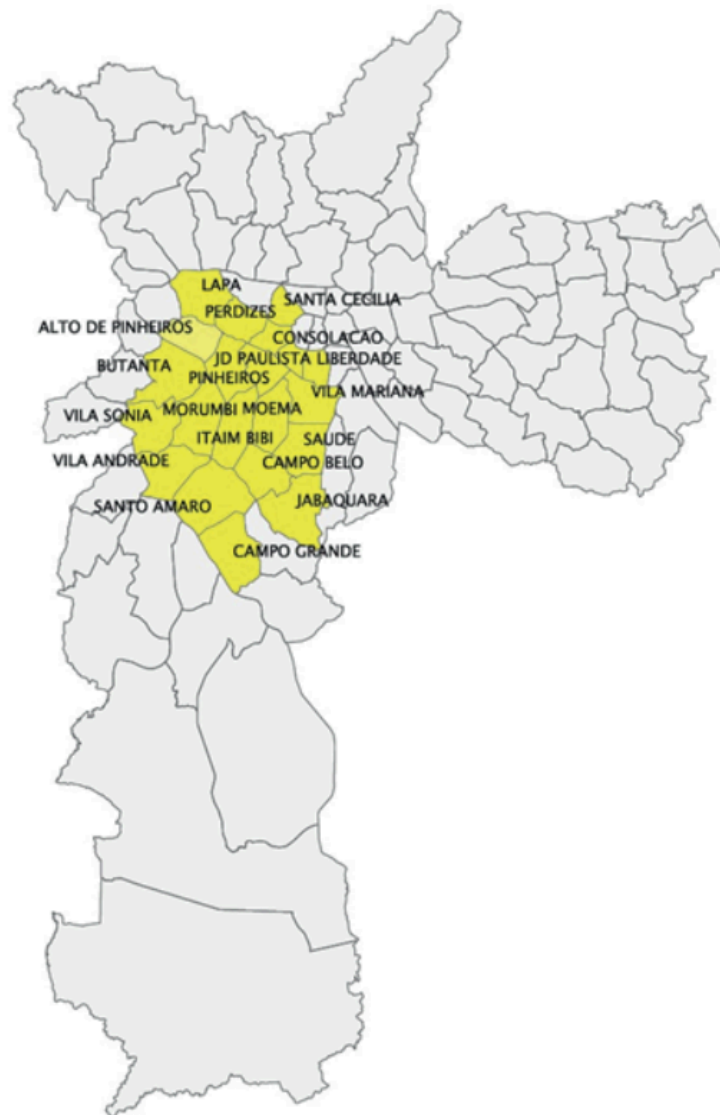 LAPA
SANTA CECILIA
PERDIZES
ALTO DE PINHEIROS
CONSOLACAO
JD PAULISTA LIBERDADE
BUTANTA
PINHEIROS
VILA MARIANA
VILA SONIA
MORUMBI MOEMA
ITAIM BIBI
SAUDE
VILA ANDRADE
CAMPO BELO
SANTO AMARO
JABAQUARA
CAMPO GRANDE